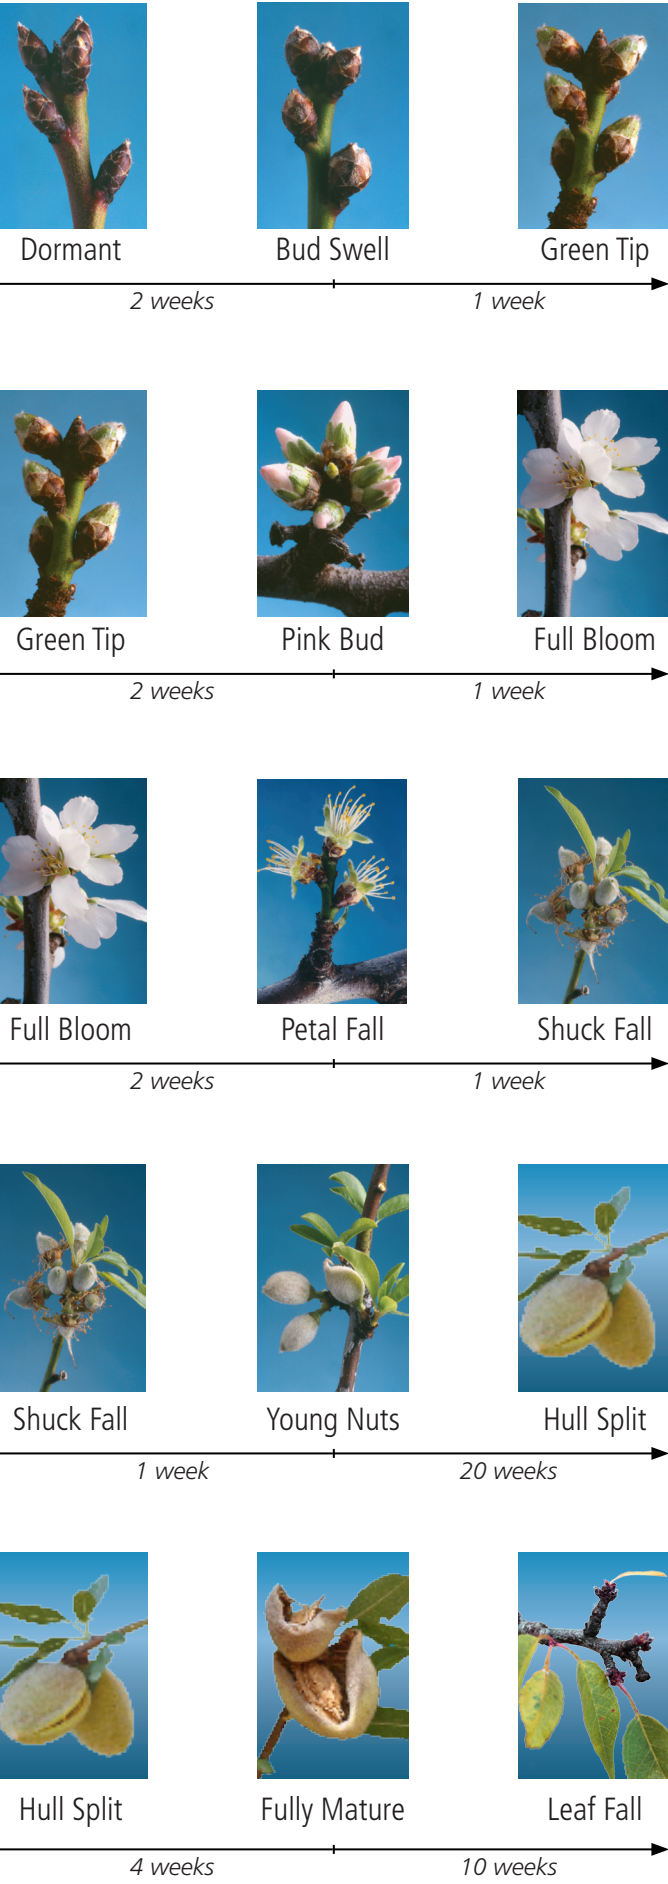 Dormant Bud Swell Green Tip
2 weeks 1 week
Green Tip Pink Bud Full Bloom
2 weeks 1 week
Full Bloom Petal Fall Shuck Fall
2 weeks 1 week
Shuck Fall Young Nuts Hull Split
1 week 20 weeks
Hull Split Fully Mature Leaf Fall
4 weeks 10 weeks